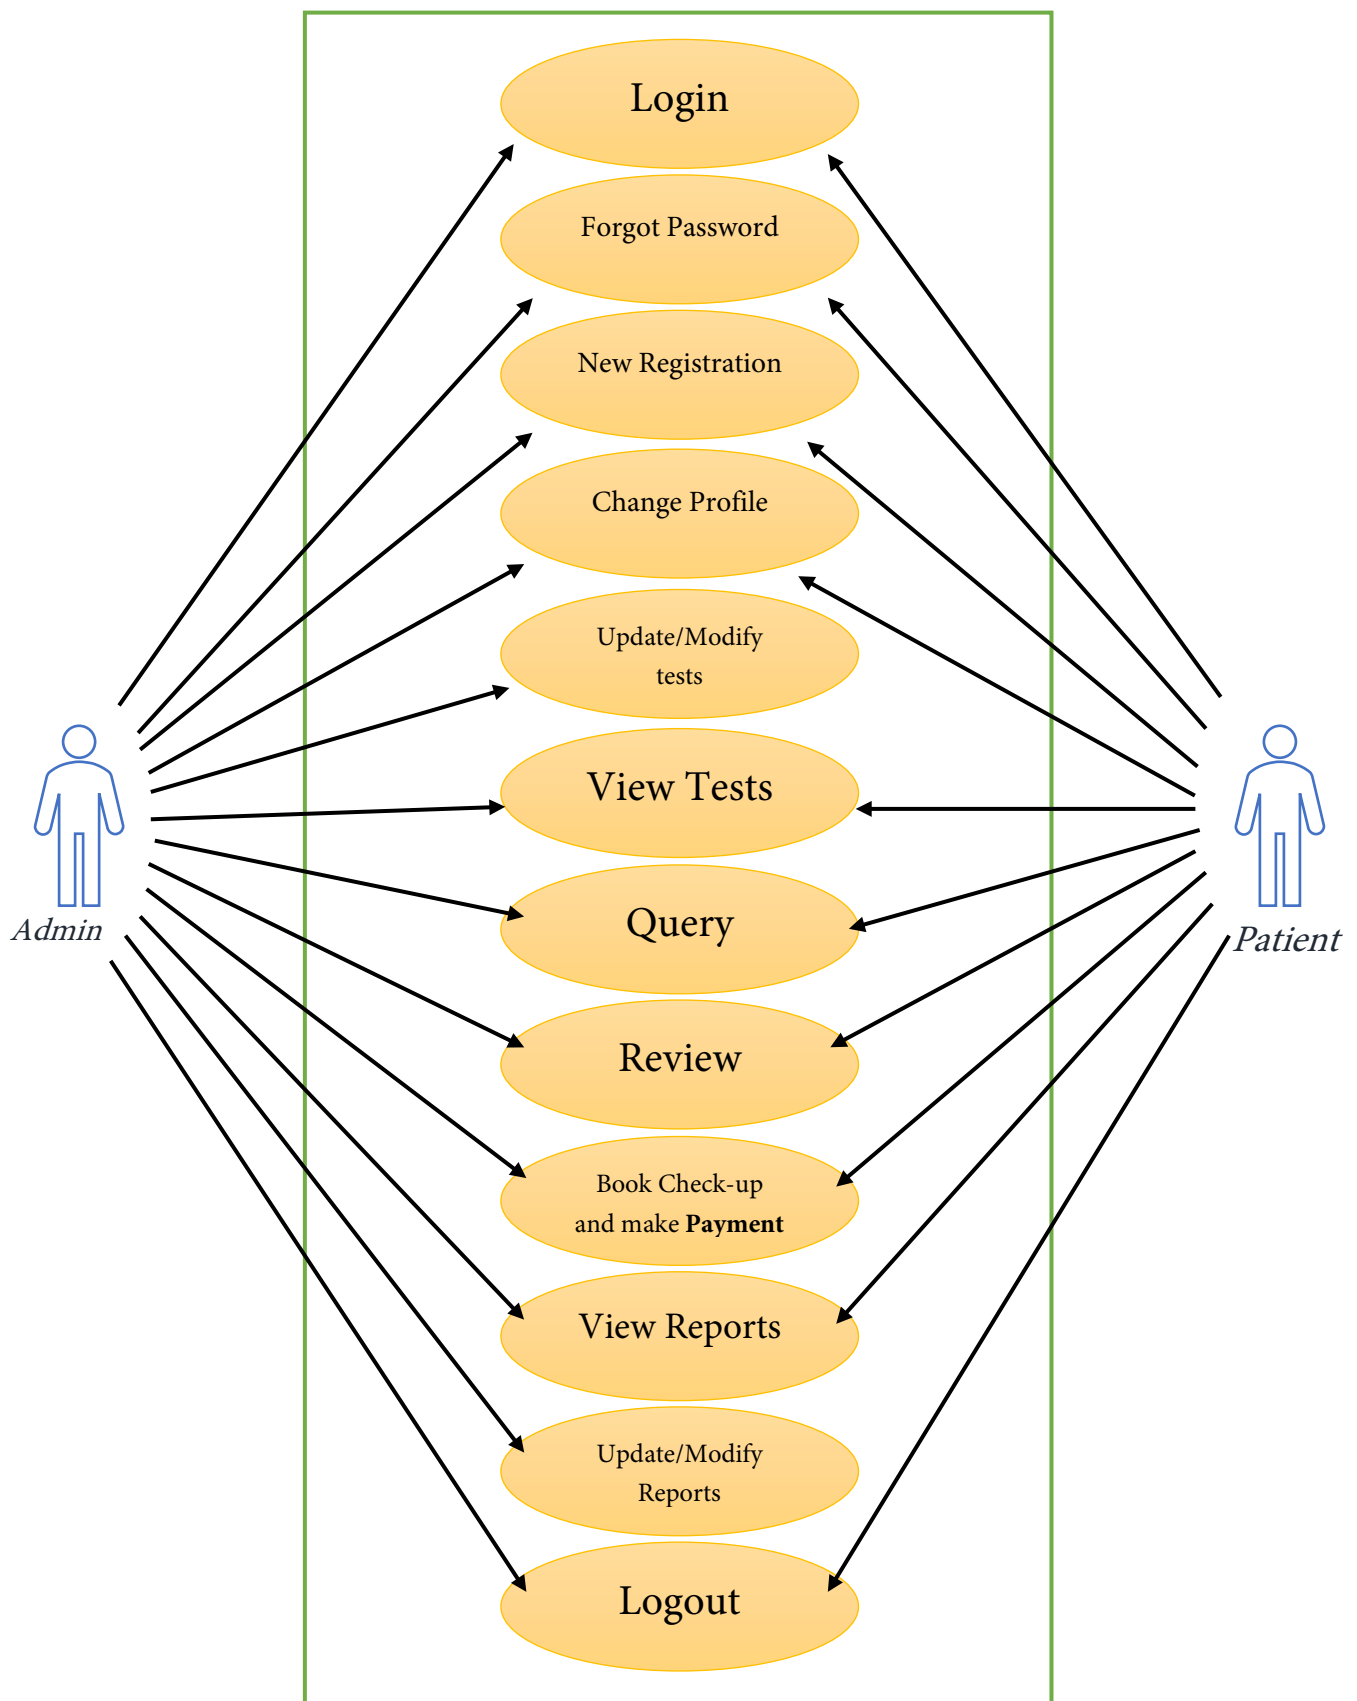 Login
Forgot Password
New Registration
Change Profile
Update/Modify
tests
View Tests
Query
Admin
Patient
Review
Book Check-up
and make Payment
View Reports
Update/Modify
Reports
Logout